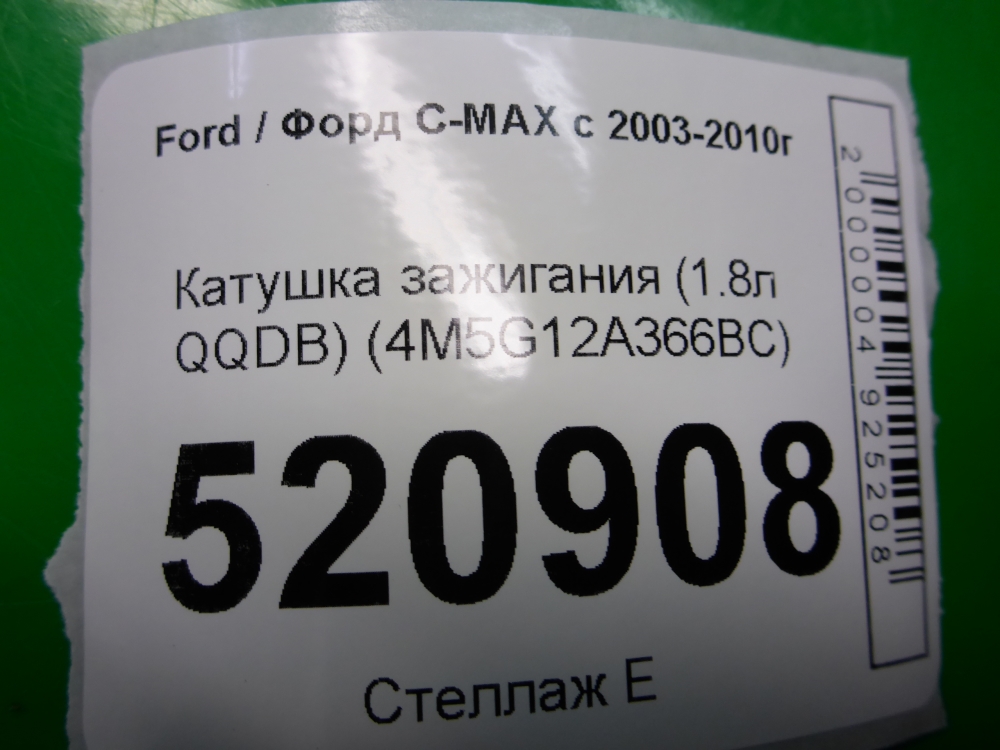 Ford / Форд C-MAX с 2003-2010г
Катушка зажигания (1.8л
QQDB) (4M5G12A366BC)
520908
Стеллаж E
2000004925208